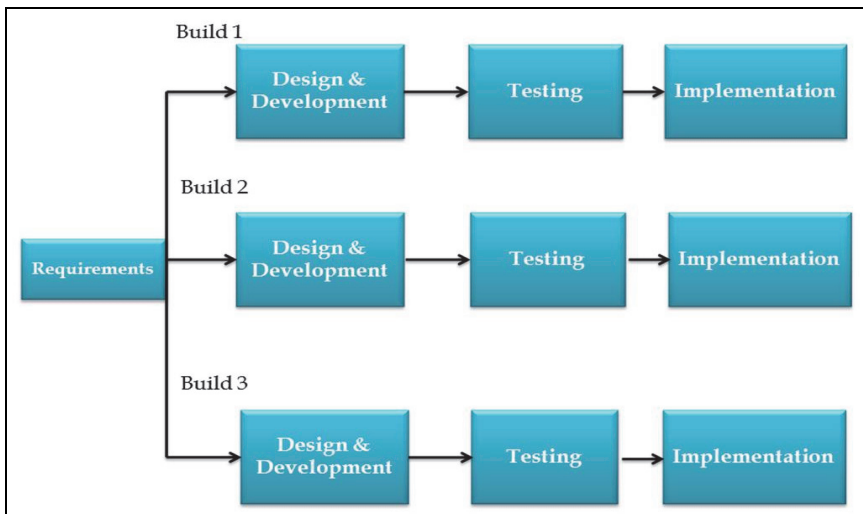 Build 1
Design &
Development
Testing
Implementation
Build 2
Requirements
Design &
Development
Testing
Implementation
Build 3
Design &
Development
Testing
Implementation